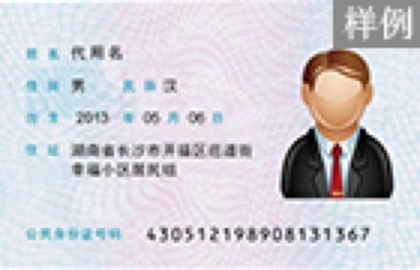 样例
姓 名 代用名
性 别 男 民 族 汉
出 生 2013 年 05 月 06 日
住 址 湖南省长沙市开福区巡道街
幸福小区居民组
公民身份证号码 430512198908131367